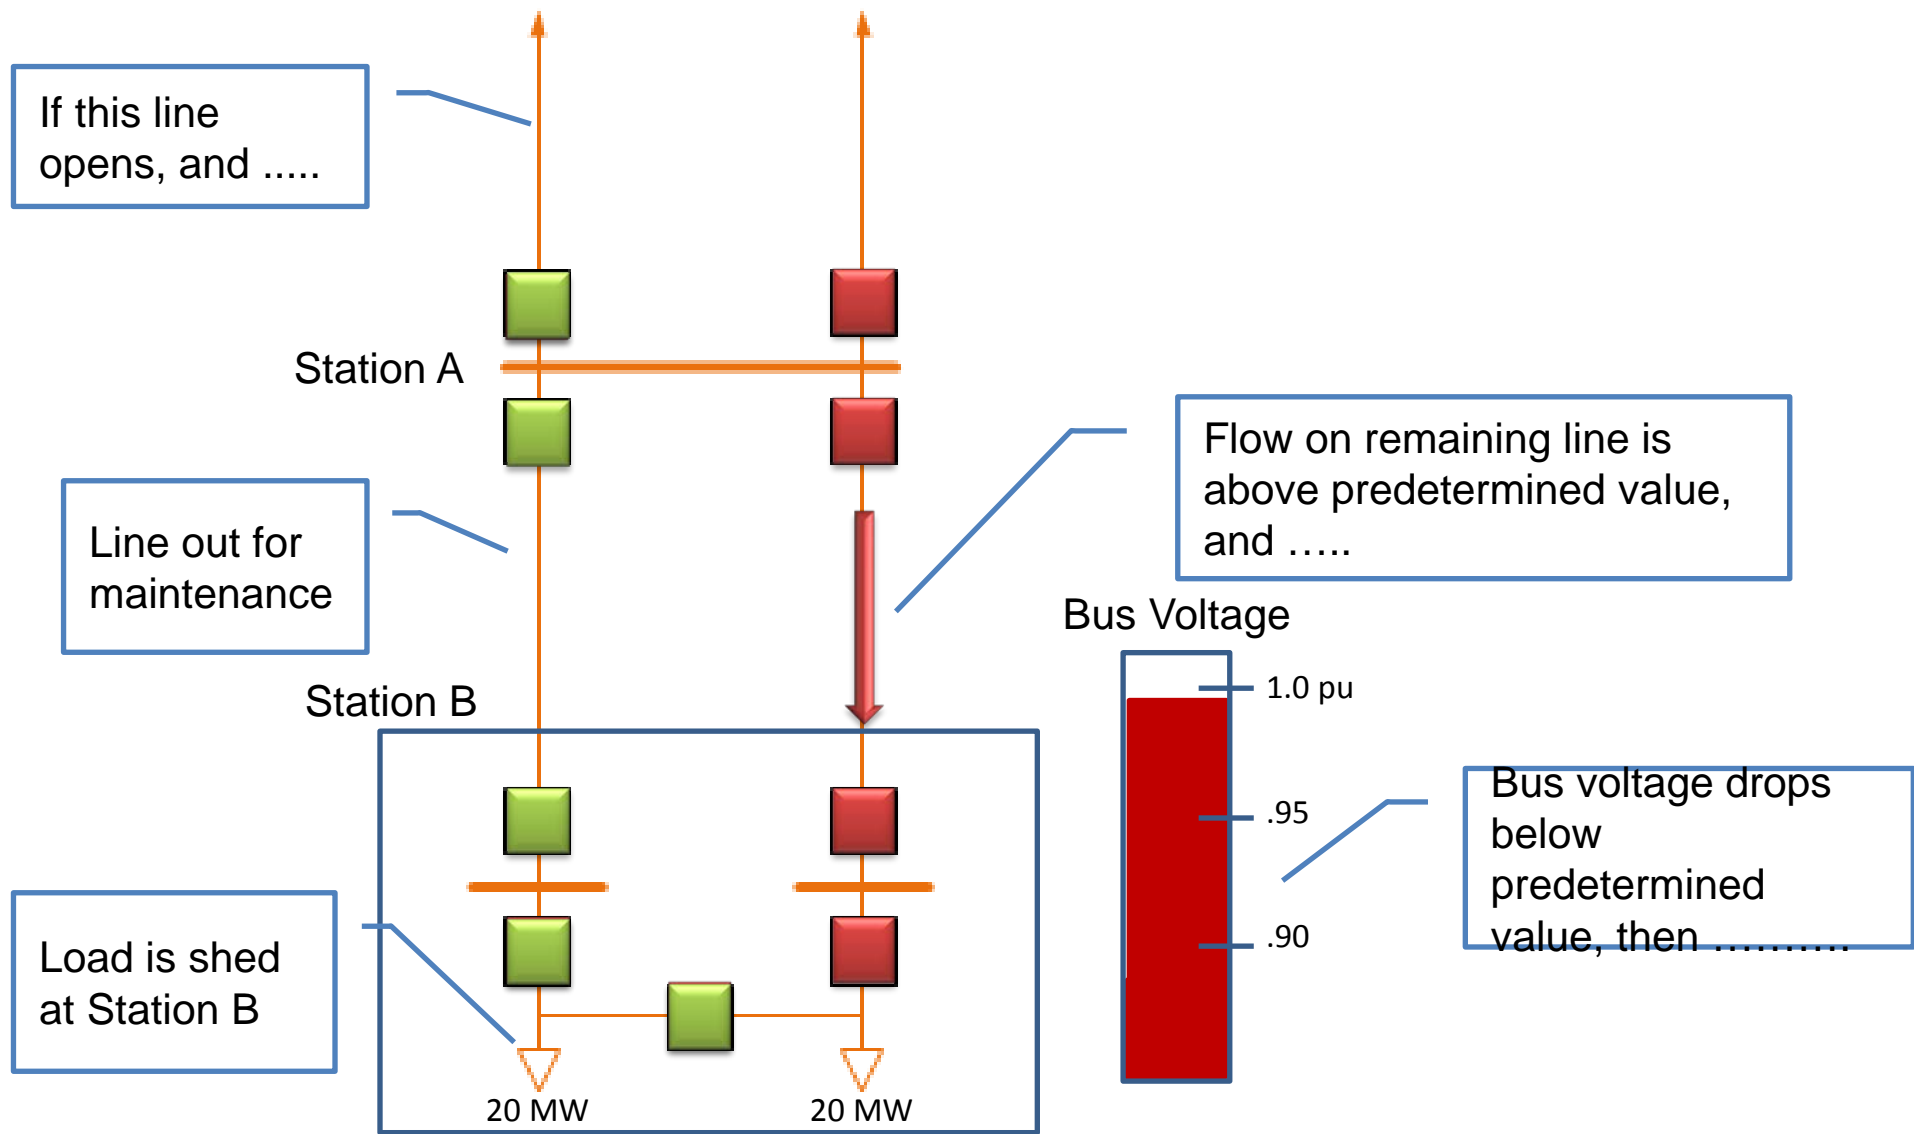 If this line
opens, and .....
Station A
Flow on remaining line is
above predetermined value,
and …..
Line out for
maintenance
Bus Voltage
1.0 pu
.95
.90
Station B
Bus voltage drops
below
predetermined
value, then ……….
Load is shed
at Station B
20 MW
20 MW